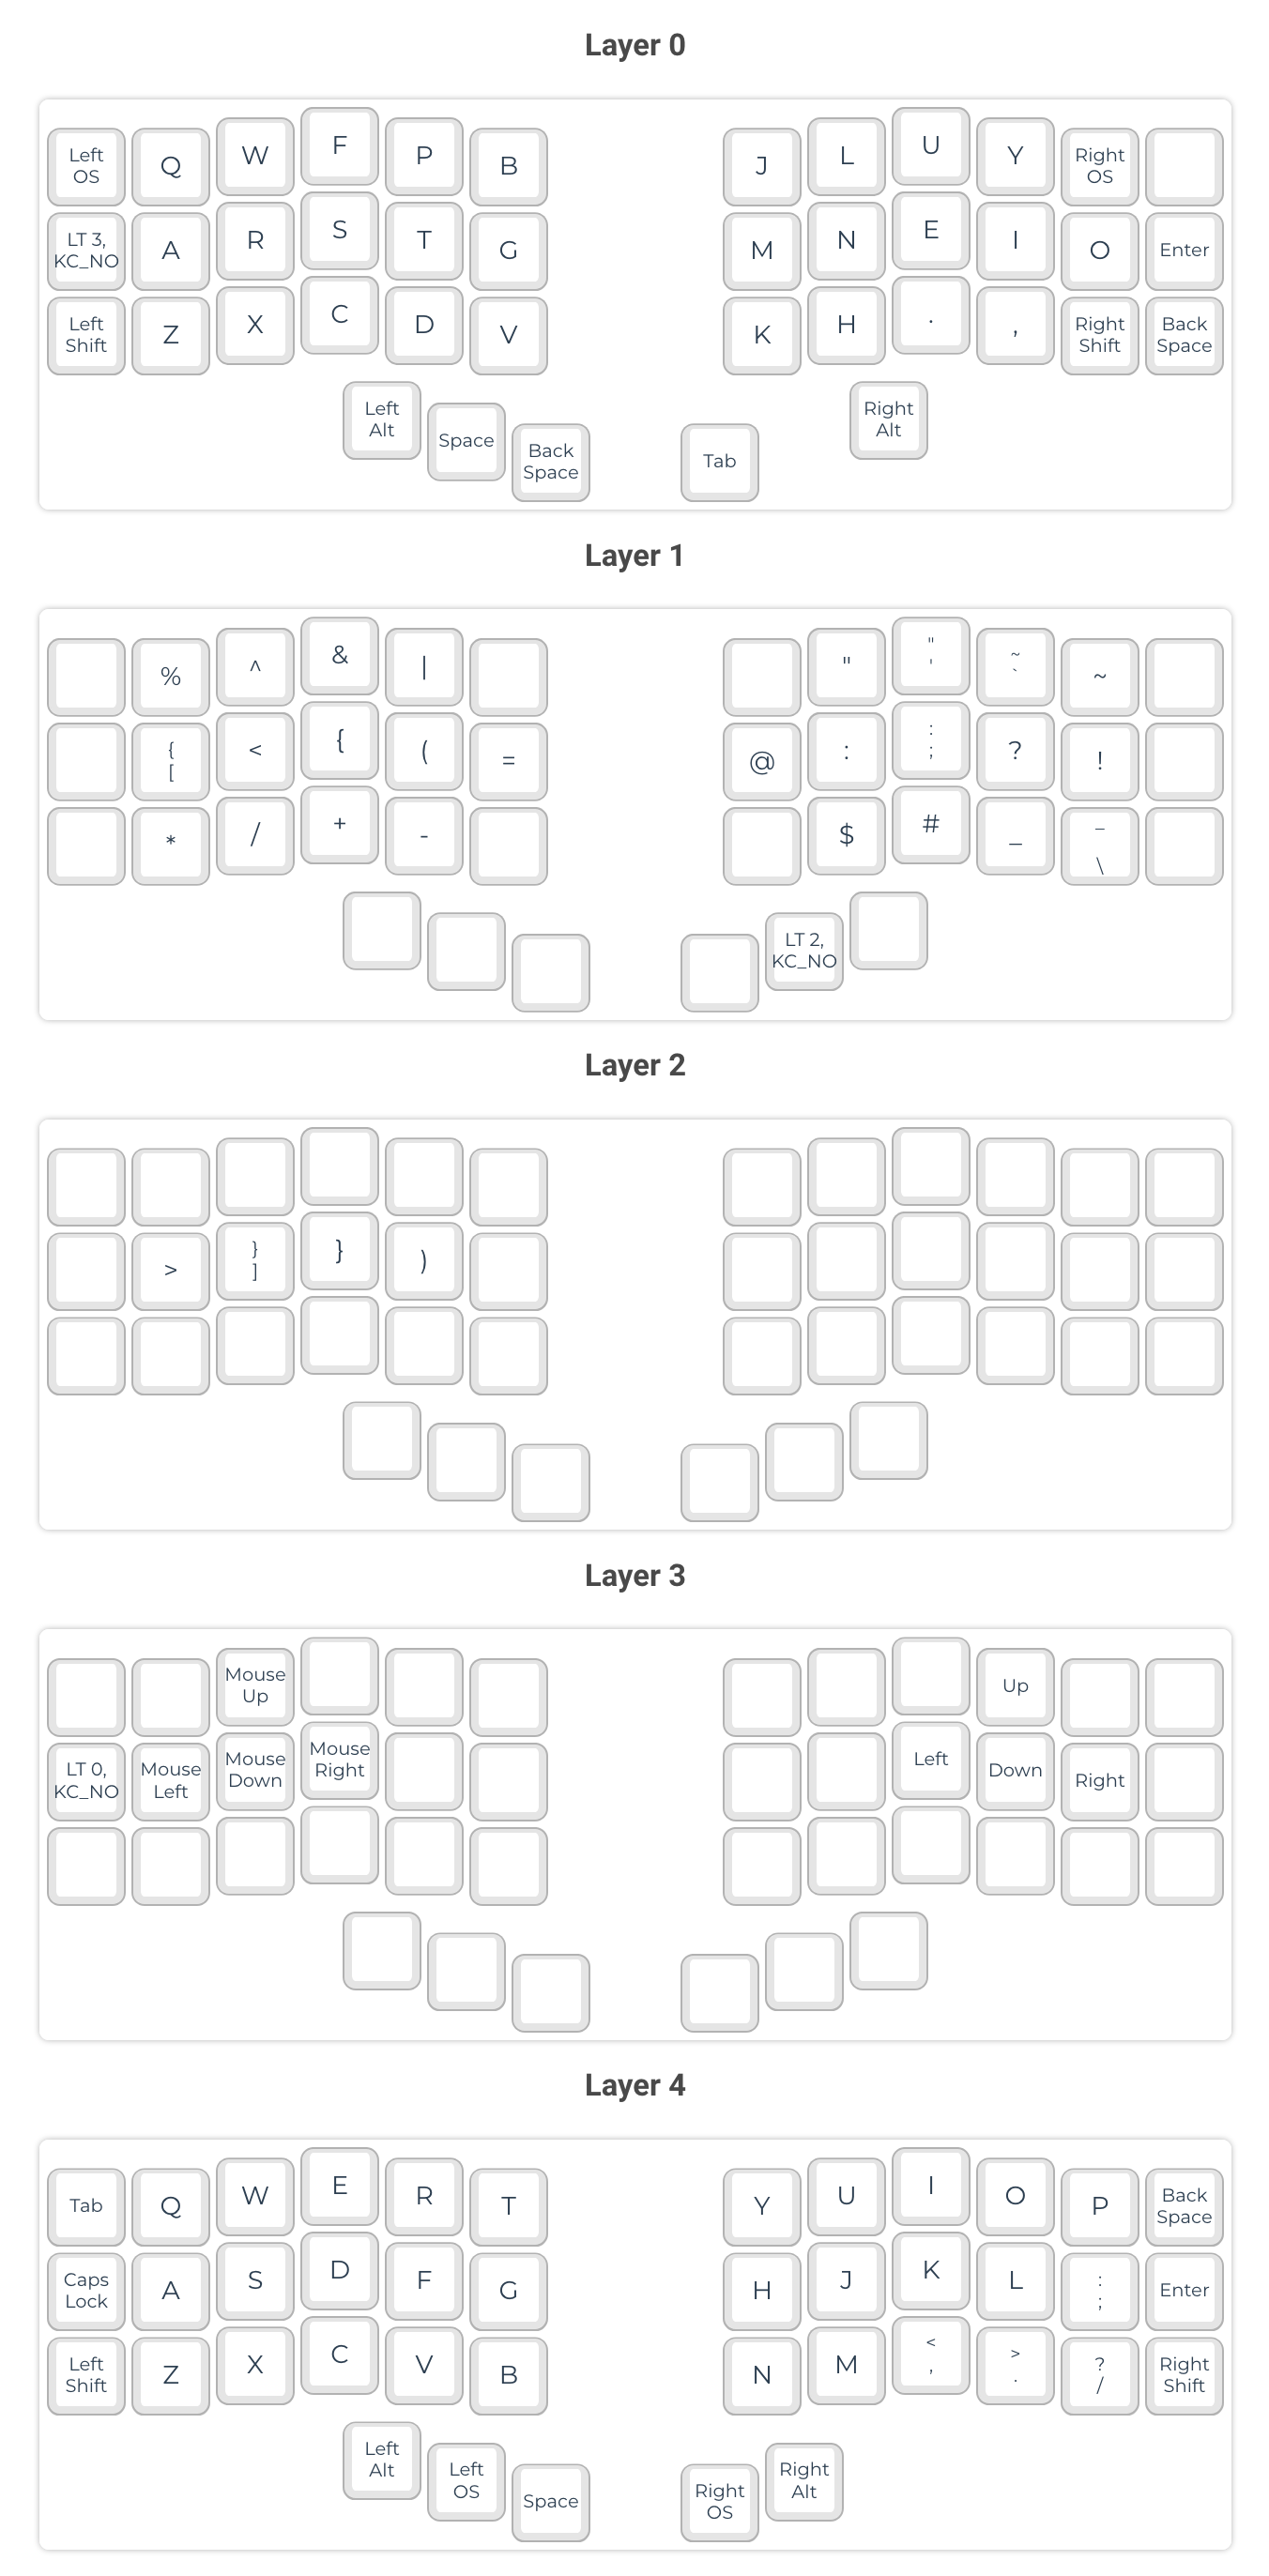 Layer 0
Left OS Q W F P B J L U Y Right OS
LT 3, KC_NO A R S T G M N E I O Enter
Left Shift Z X C D V K H . , Right Shift Back Space
Left Alt Space Back Space Tab Right Alt
Layer 1
% ^ & | " " ' ~ ` ~
{ [ < { ( = @ : : ; ? ! 
* / + - $ # _ _ \
LT 2, KC_NO
Layer 2
> } ] } )
Layer 3
Mouse Up Up
LT 0, KC_NO Mouse Left Mouse Down Mouse Right Left Down Right
Layer 4
Tab Q W E R T Y U I O P Back Space
Caps Lock A S D F G H J K L : ; Enter
Left Shift Z X C V B N M < , > . ? / Right Shift
Left Alt Left OS Space Right OS Right Alt